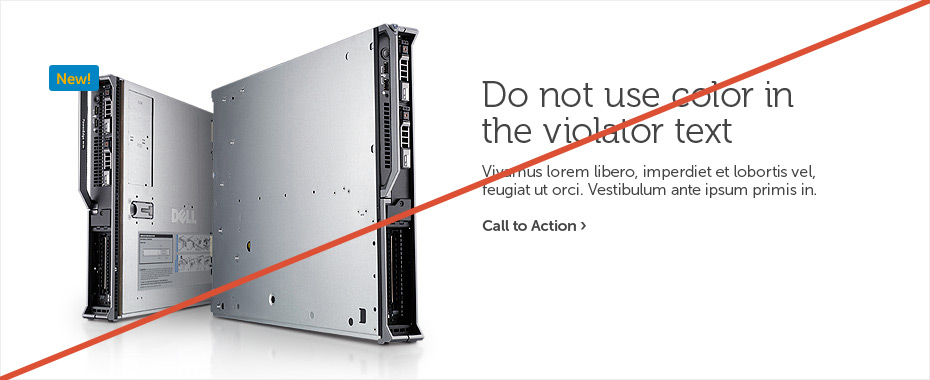 New!
DELL
Do not use color in
the violator text
Vivamus lorem libero, imperdiet et lobortis vel,
feugiat ut orci. Vestibulum ante ipsum primis in.
Call to Action ›